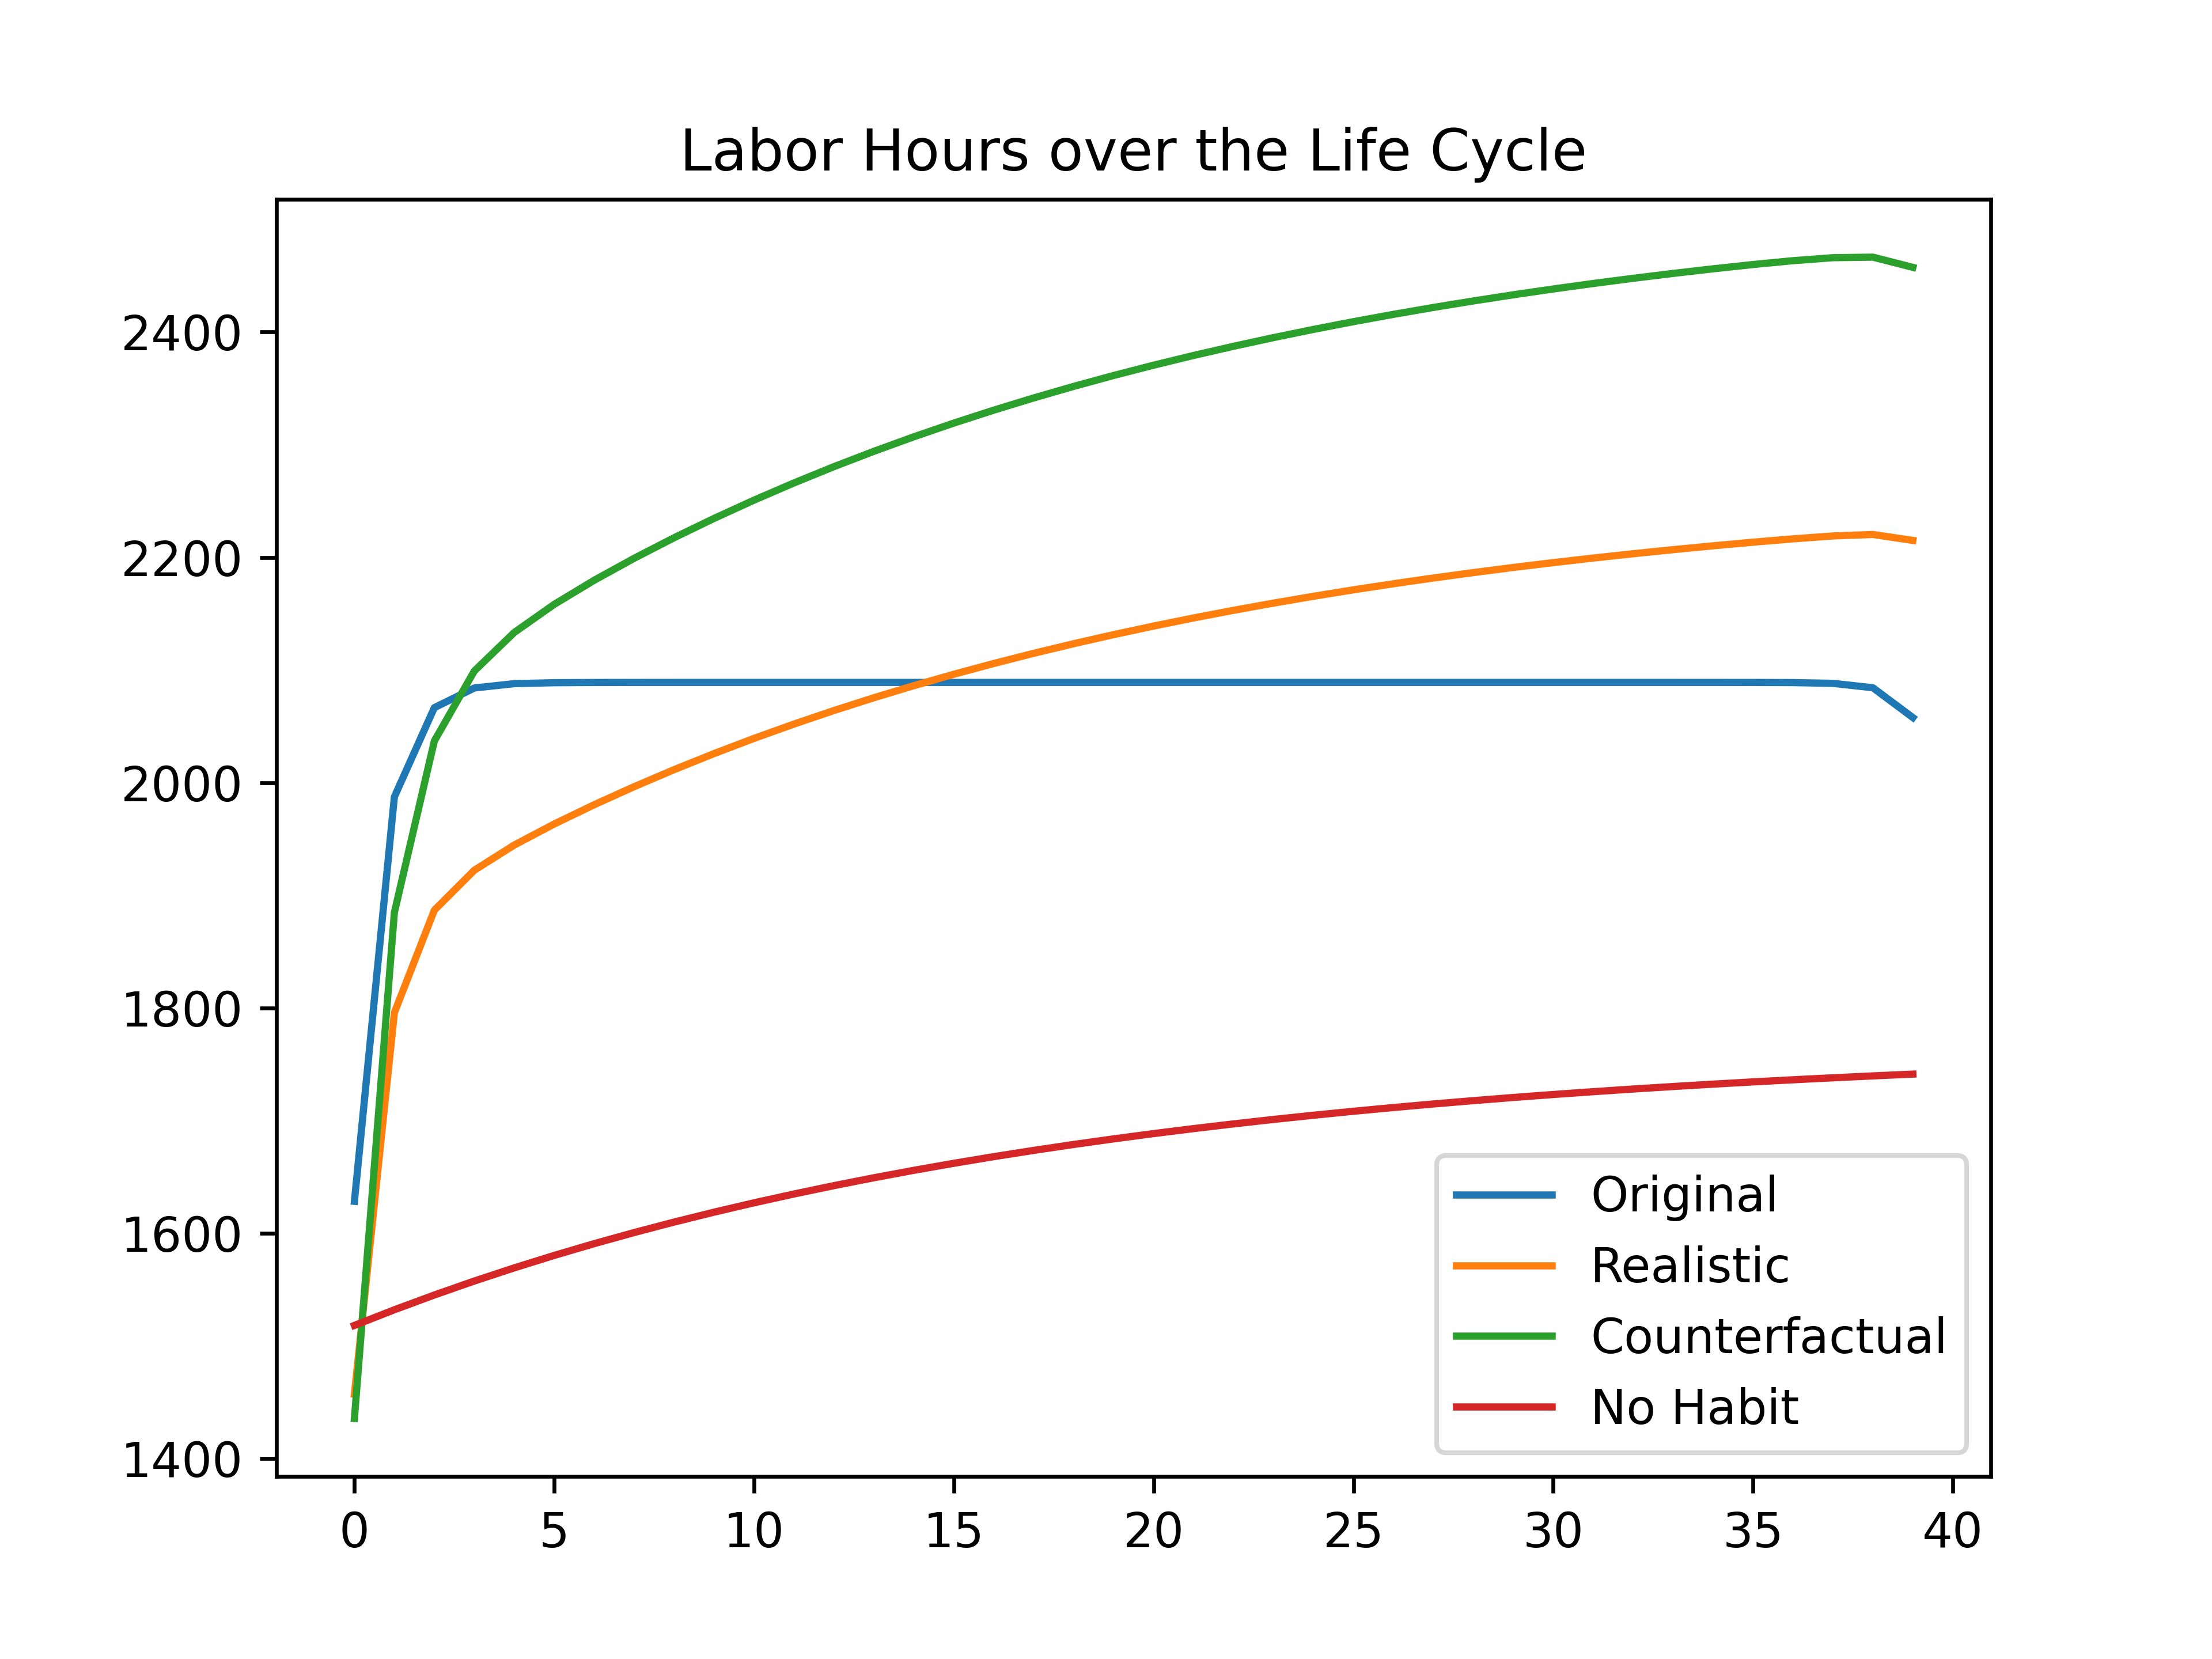 Labor Hours over the Life Cycle
2400
2200
2000
1800
1600
1400
0 5 10 15 20 25 30 35 40
Original
Realistic
Counterfactual
No Habit